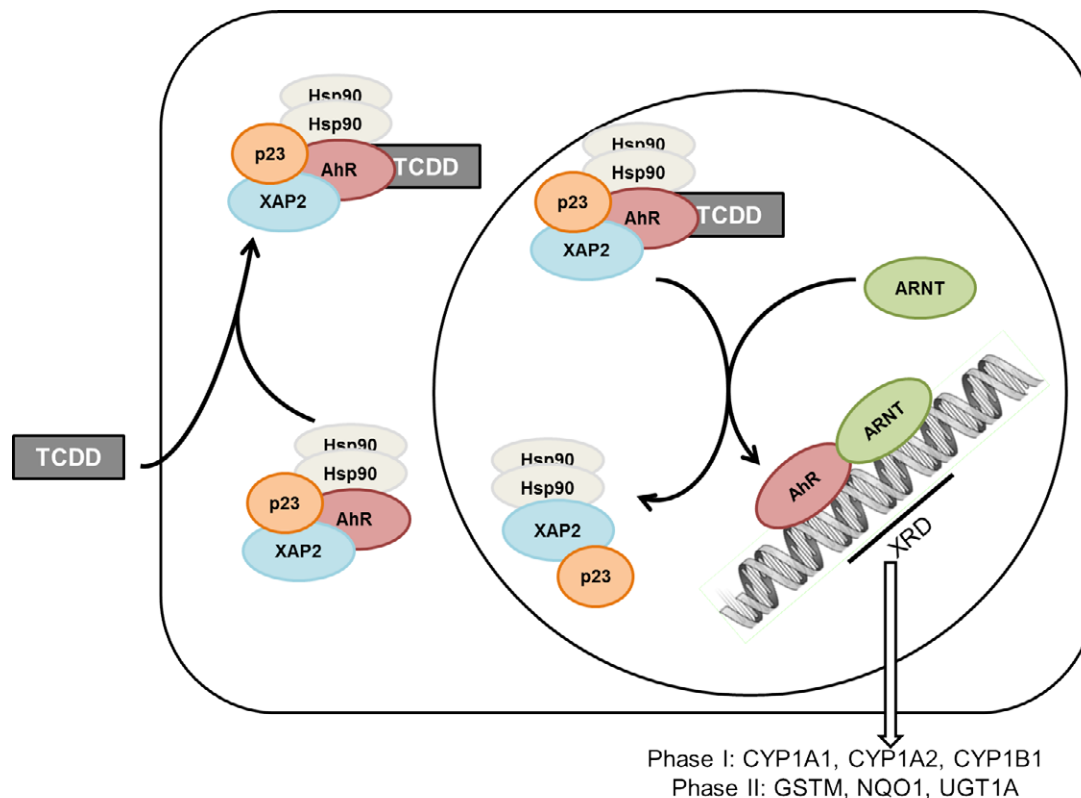 Hsp90
Hsp90
p23
AhR
TCDD
XAP2
Hsp90
Hsp90
p23
AhR
TCDD
XAP2
ARNT
TCDD
Hsp90
Hsp90
p23
AhR
XAP2
Hsp90
Hsp90
XAP2
p23
ARNT
AhR
XRD
Phase I: CYP1A1, CYP1A2, CYP1B1
Phase II: GSTM, NQO1, UGT1A